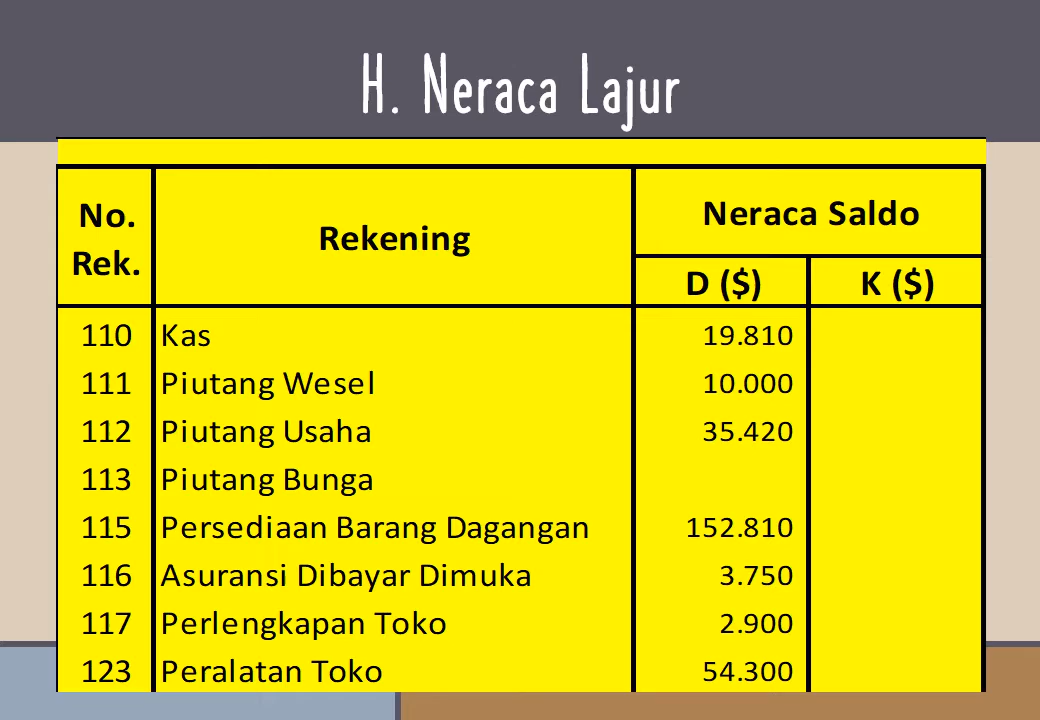 H. Neraca Lajur
No. Rek. Rekening Neraca Saldo
D ($) K ($)
110 Kas 19.810
111 Piutang Wesel 10.000
112 Piutang Usaha 35.420
113 Piutang Bunga
115 Persediaan Barang Dagangan 152.810
116 Asuransi Dibayar Dimuka 3.750
117 Perlengkapan Toko 2.900
123 Peralatan Toko 54.300